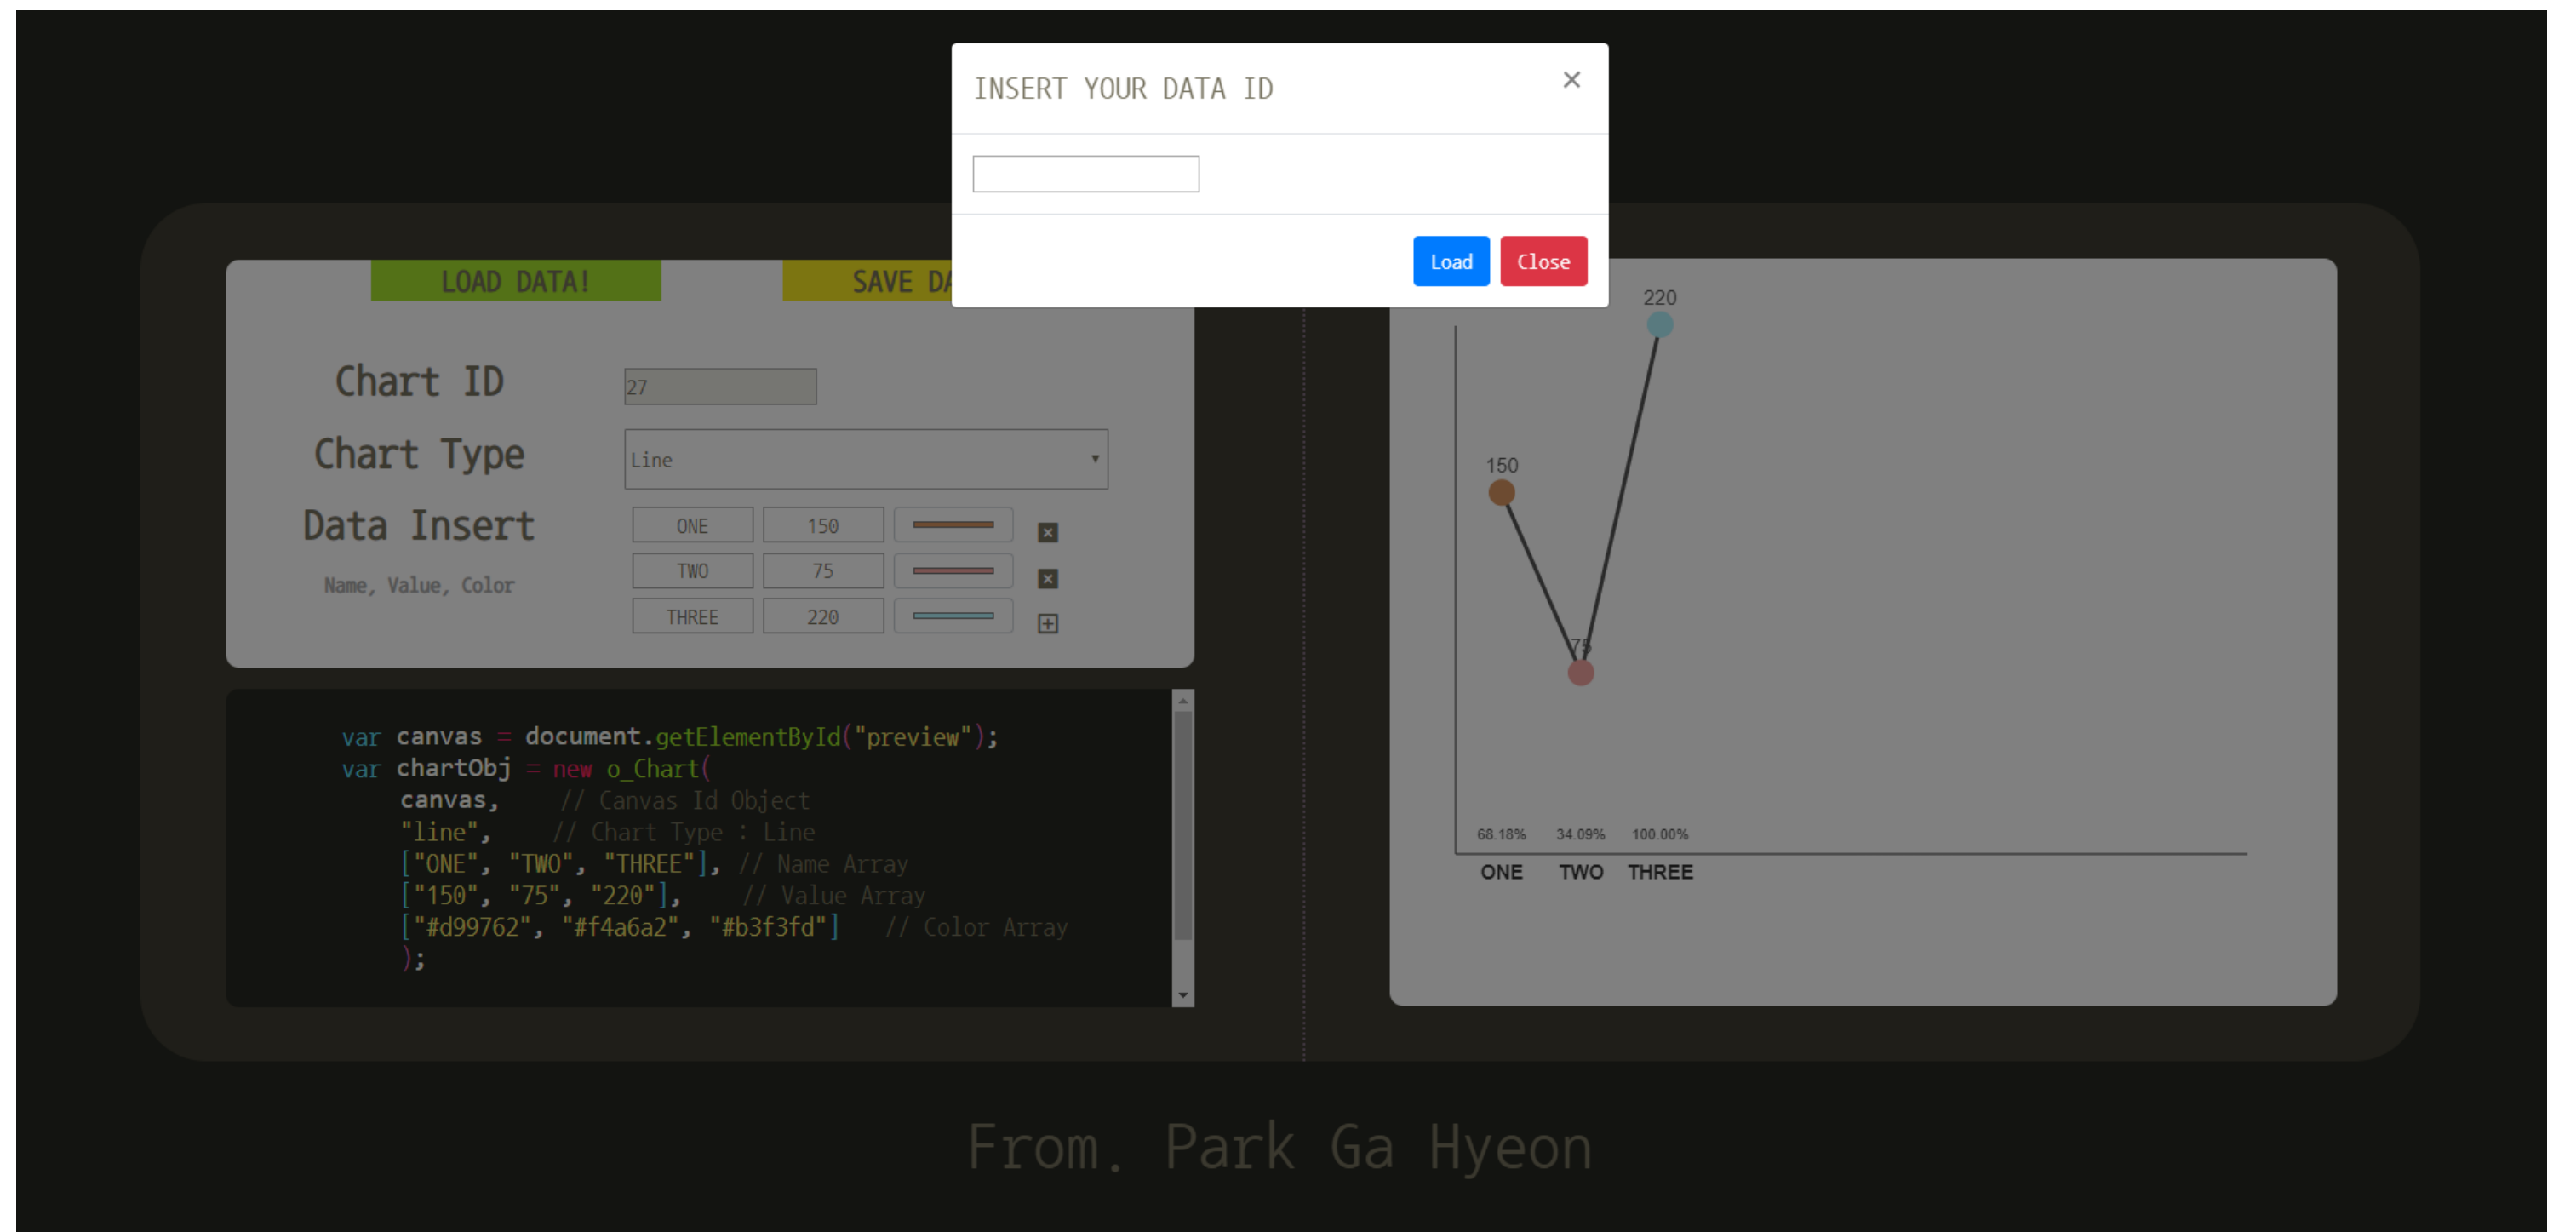 INSERT YOUR DATA ID ×
Load Close
LOAD DATA! SAVE DA
Chart ID 27
Chart Type Line
Data Insert
Name, Value, Color
ONE 150
TWO 75
THREE 220
var canvas = document.getElementById("preview");
var chartObj = new o_Chart(
canvas, // Canvas Id Object
"line", // Chart Type : Line
["ONE", "TWO", "THREE"], // Name Array
["150", "75", "220"], // Value Array
["#d99762", "#f4a6a2", "#b3f3fd"] // Color Array
);
220
150
75
68.18% 34.09% 100.00%
ONE TWO THREE
From. Park Ga Hyeon